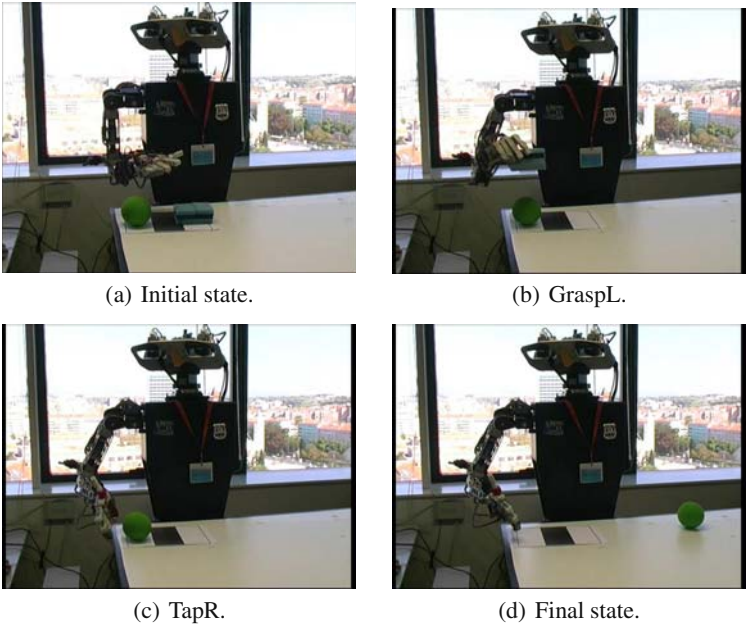 (a) Initial state.
(b) GraspL.
(c) TapR.
(d) Final state.